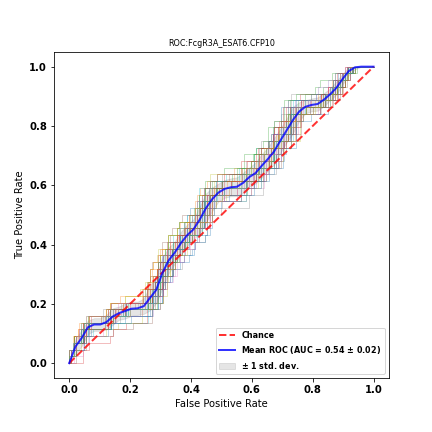 ROC:FcgR3A_ESAT6.CFP10
1.0
0.8
0.6
0.4
0.2
0.0
True Positive Rate
0.0 0.2 0.4 0.6 0.8 1.0
False Positive Rate
Chance
Mean ROC (AUC = 0.54 ± 0.02)
± 1 std. dev.